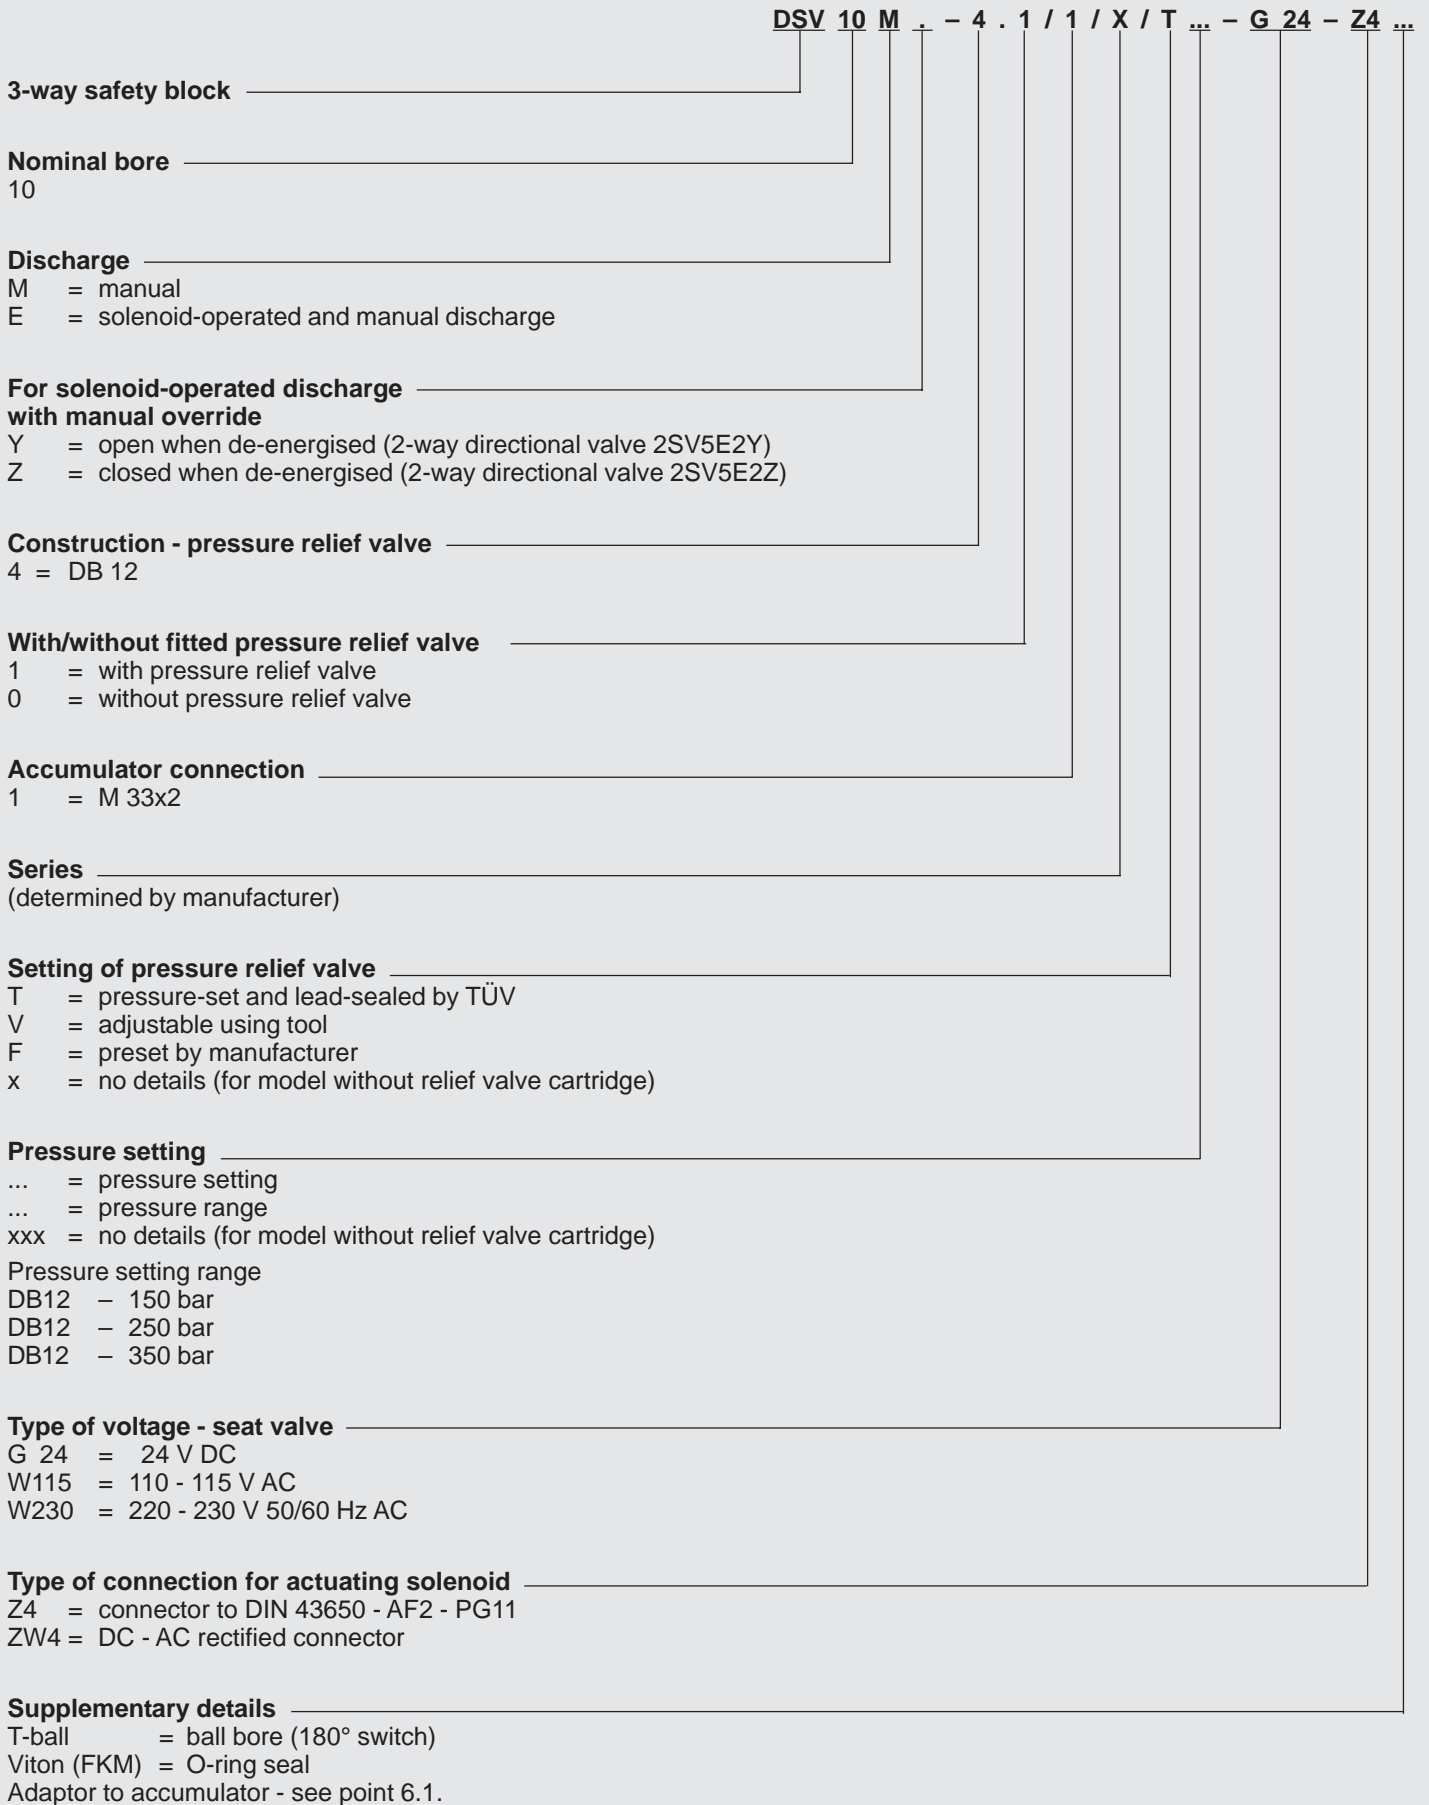 DSV 10 M . – 4 . 1 / 1 / X / T ... – G 24 – Z4 ...
3-way safety block
Nominal bore
10
Discharge
M = manual
E = solenoid-operated and manual discharge
For solenoid-operated discharge
with manual override
Y = open when de-energised (2-way directional valve 2SV5E2Y)
Z = closed when de-energised (2-way directional valve 2SV5E2Z)
Construction - pressure relief valve
4 = DB 12
With/without fitted pressure relief valve
1 = with pressure relief valve
0 = without pressure relief valve
Accumulator connection
1 = M 33x2
Series
(determined by manufacturer)
Setting of pressure relief valve
T = pressure-set and lead-sealed by TÜV
V = adjustable using tool
F = preset by manufacturer
x = no details (for model without relief valve cartridge)
Pressure setting
... = pressure setting
... = pressure range
xxx = no details (for model without relief valve cartridge)
Pressure setting range
DB12 – 150 bar
DB12 – 250 bar
DB12 – 350 bar
Type of voltage - seat valve
G 24 = 24 V DC
W115 = 110 - 115 V AC
W230 = 220 - 230 V 50/60 Hz AC
Type of connection for actuating solenoid
Z4 = connector to DIN 43650 - AF2 - PG11
ZW4 = DC - AC rectified connector
Supplementary details
T-ball = ball bore (180° switch)
Viton (FKM) = O-ring seal
Adaptor to accumulator - see point 6.1.